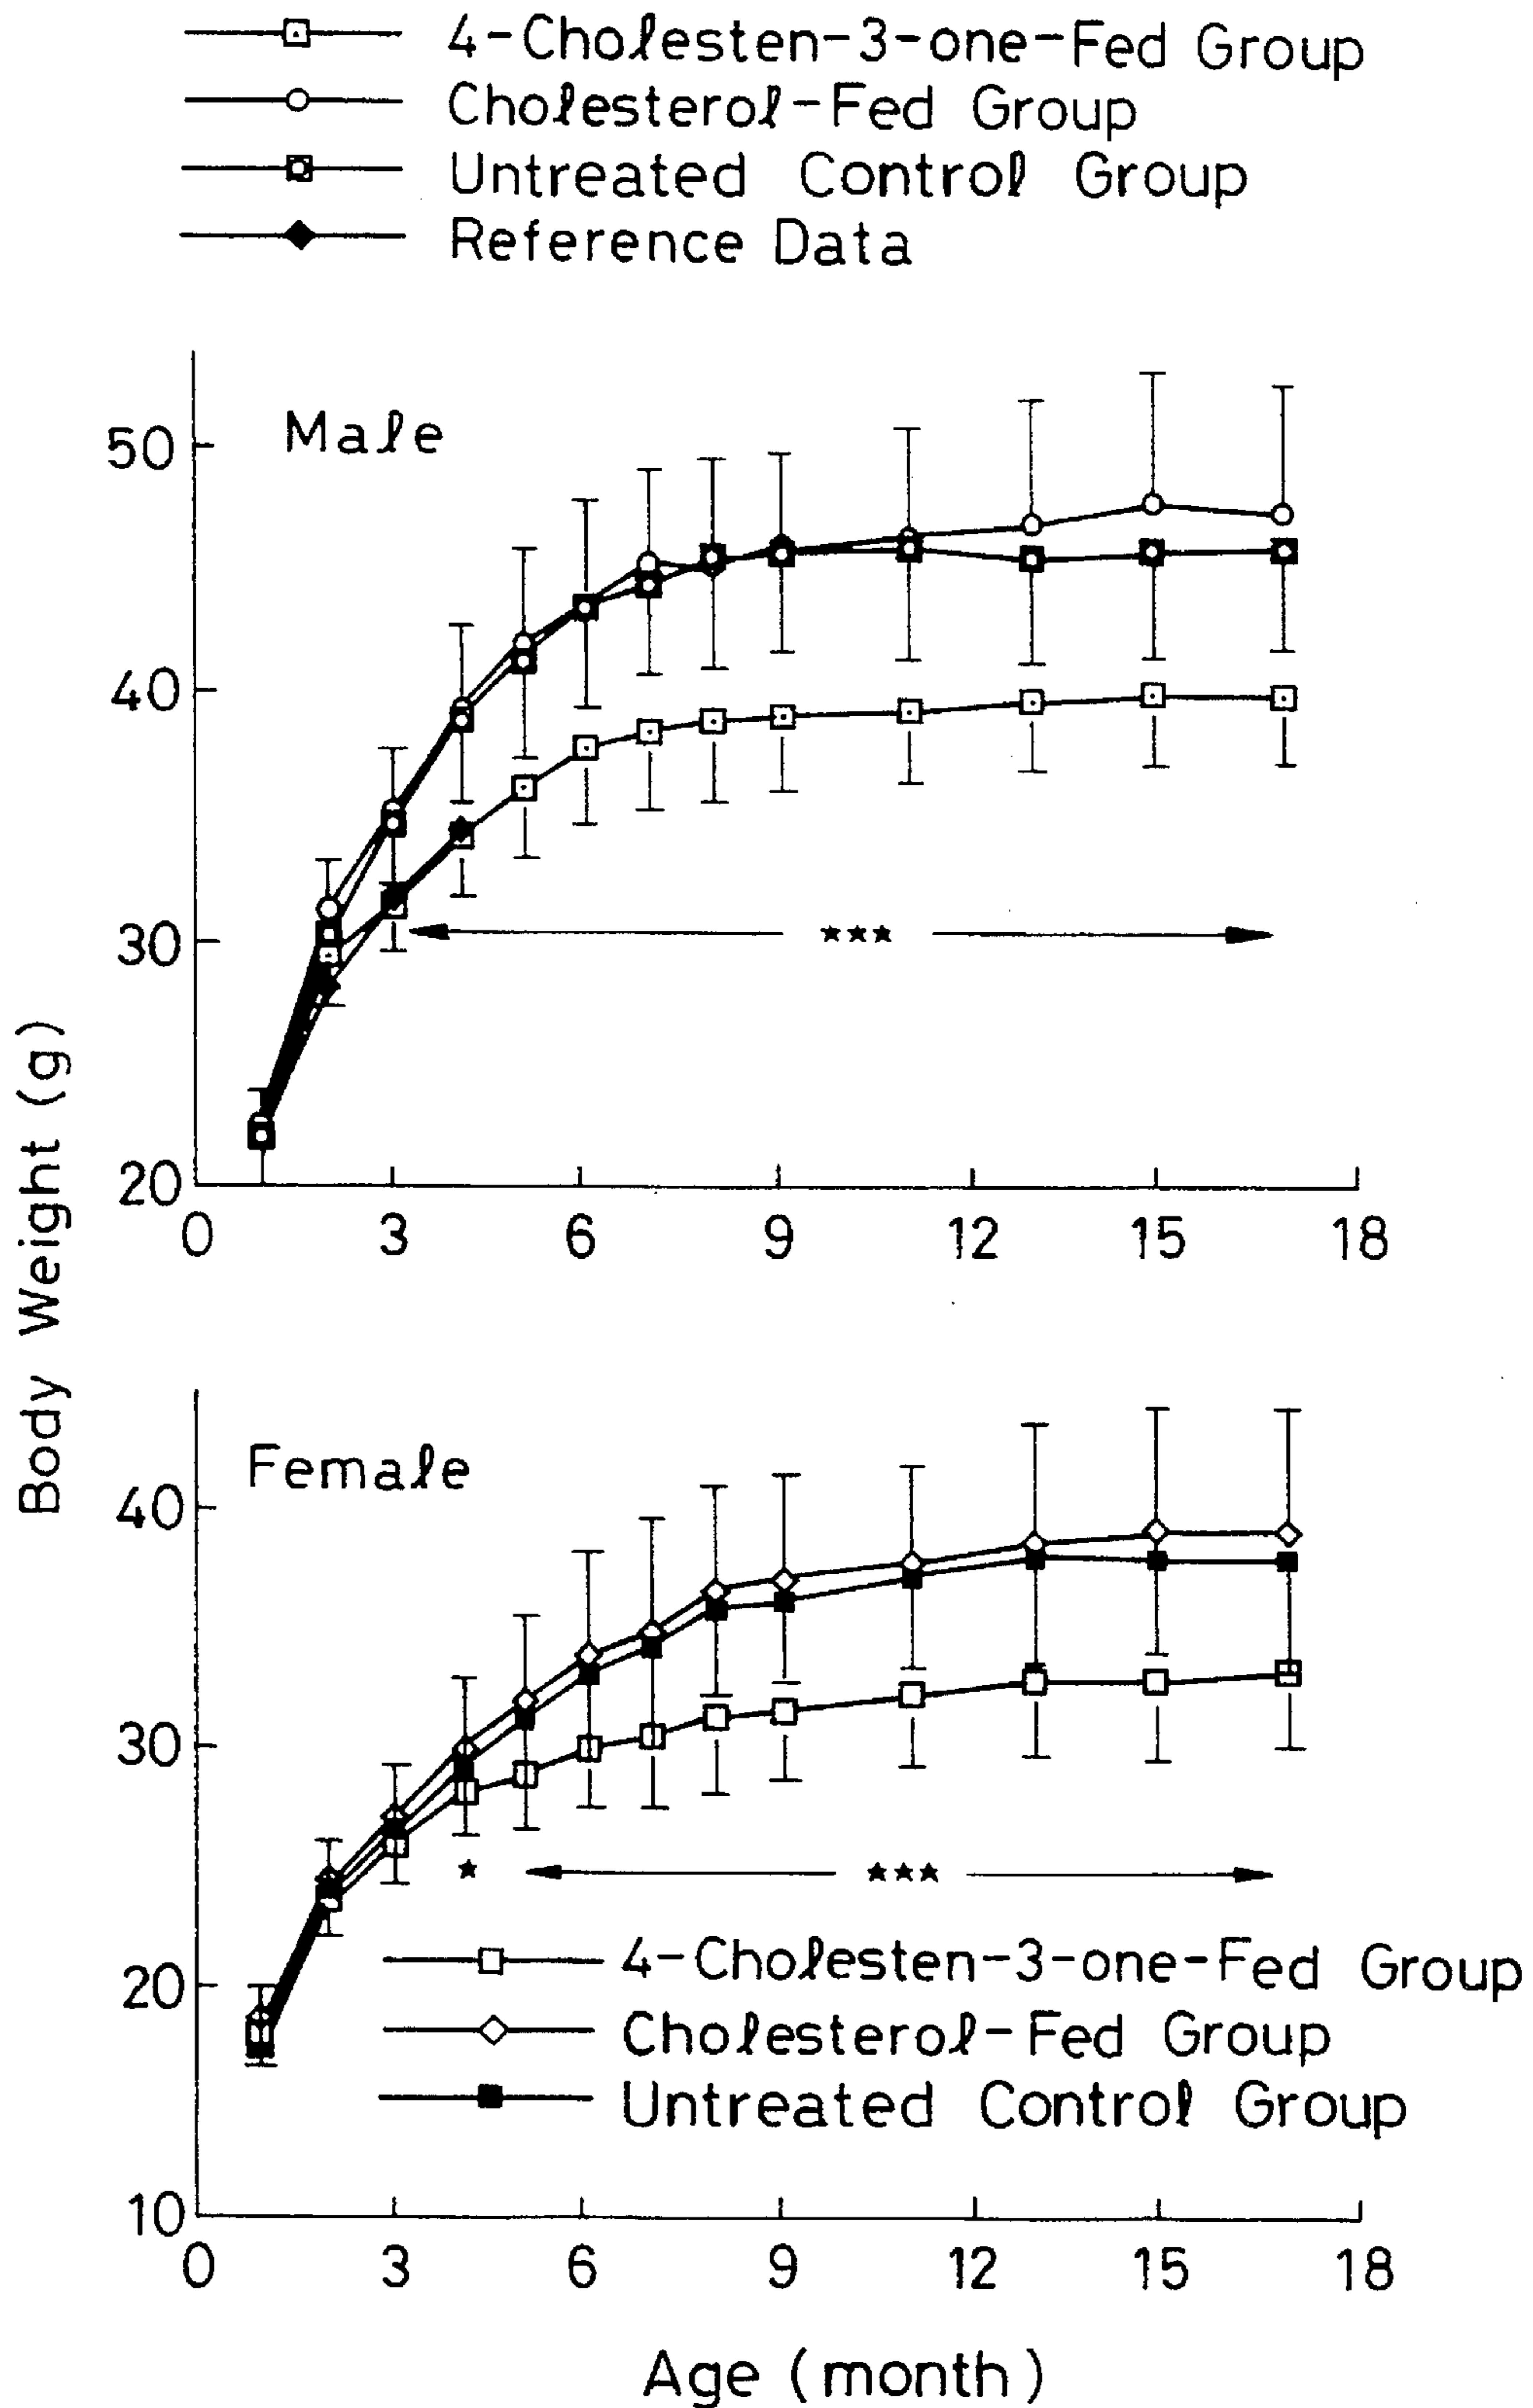 4-Cholesten-3-one-Fed Group
Cholesterol-Fed Group
Untreated Control Group
Reference Data
Male
50
40
30
★★★
20
0 3 6 9 12 15 18
Body Weight (g)
Female
40
30
★ ★★★
20
4-Cholesten-3-one-Fed Group
Cholesterol-Fed Group
Untreated Control Group
10
0 3 6 9 12 15 18
Age (month)